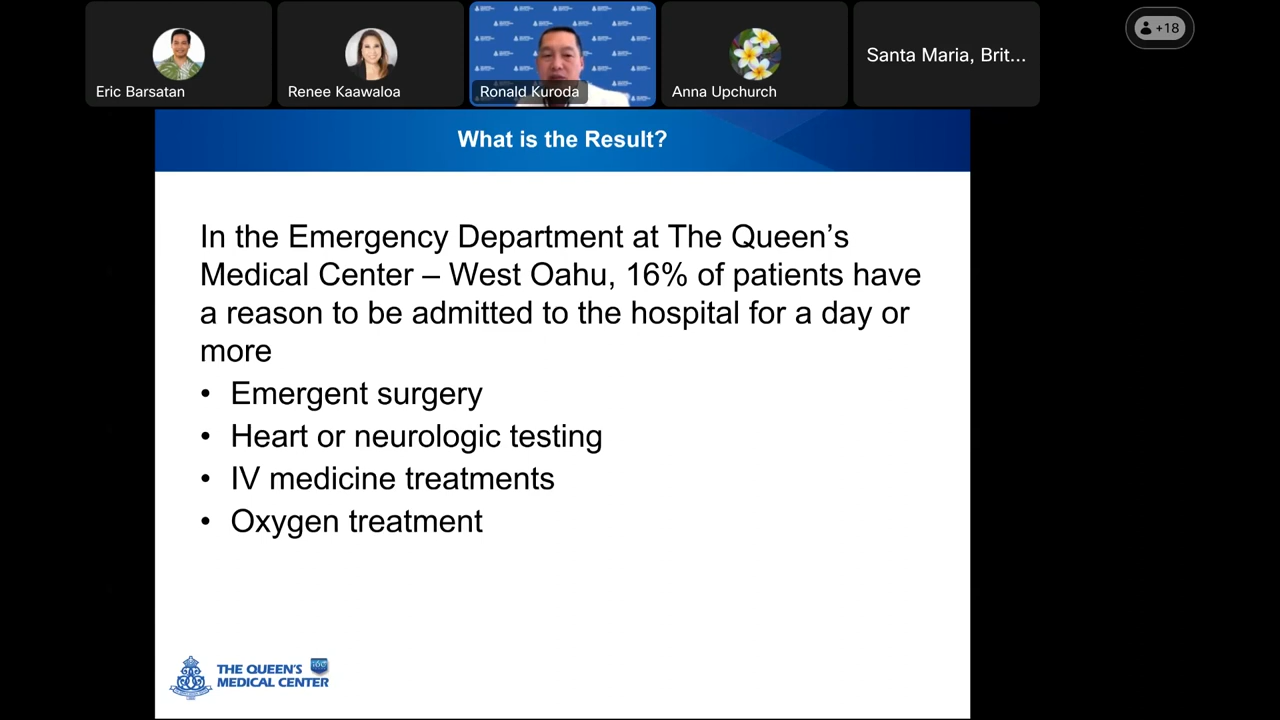 Eric Barsatan
Renee Kaawaloa
Ronald Kuroda
Anna Upchurch
Santa Maria, Brit...
+18
What is the Result?
In the Emergency Department at The Queen’s
Medical Center – West Oahu, 16% of patients have
a reason to be admitted to the hospital for a day or
more
• Emergent surgery
• Heart or neurologic testing
• IV medicine treatments
• Oxygen treatment
THE QUEEN'S
MEDICAL CENTER